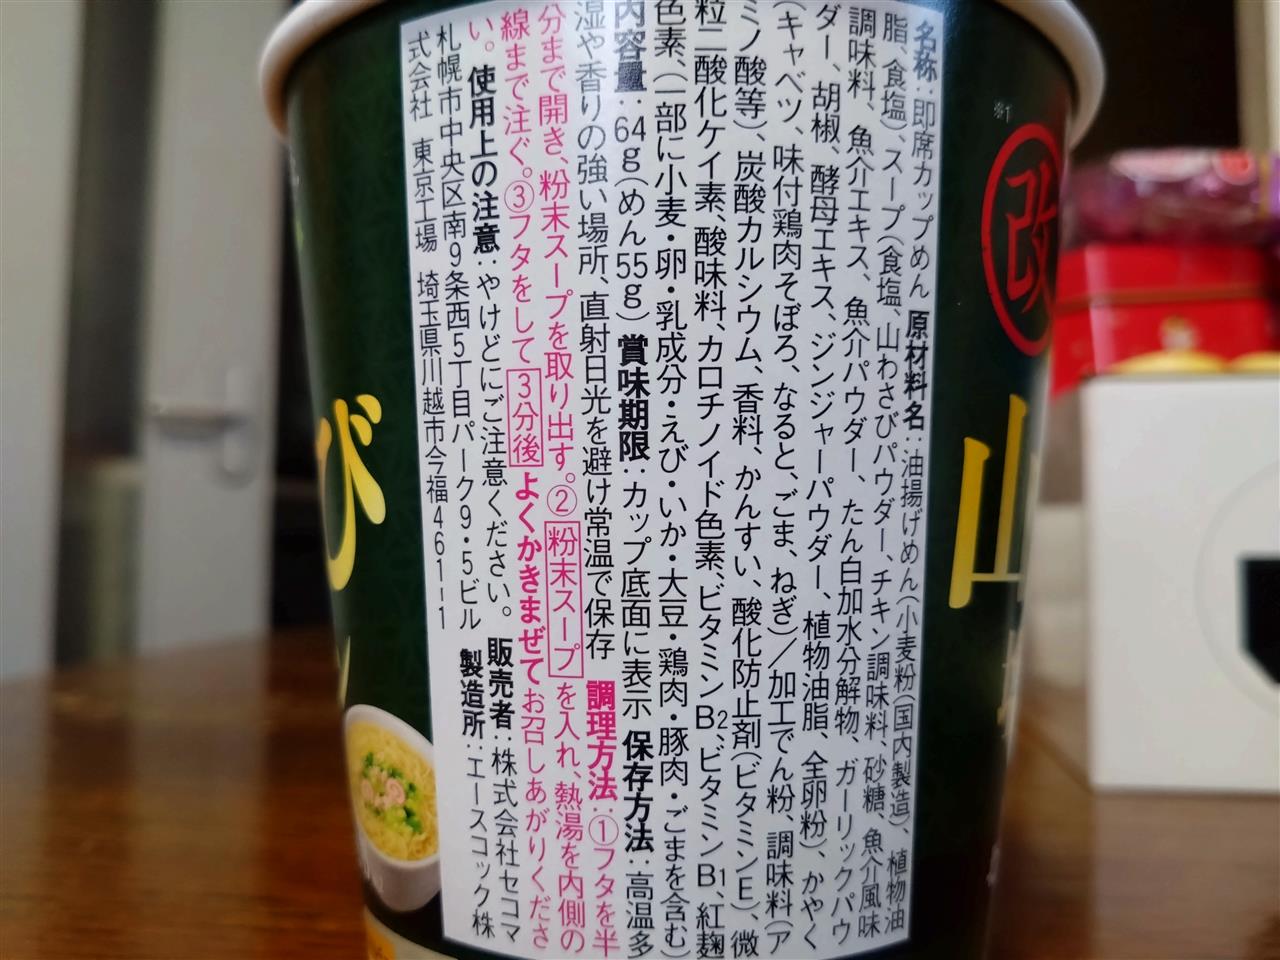 名称：即席カップめん 原材料名：油揚げめん（小麦粉（国内製造）、植物油
脂、食塩）、スープ（食塩、山わさびパウダー、チキン調味料、砂糖、魚介風味
調味料、魚介エキス、魚介パウダー、たん白加水分解物、ガーリックパウ
ダー、胡椒、酵母エキス、ジンジャーパウダー、植物油脂、全卵粉）、かやく
（キャベツ、味付鶏肉そぼろ、なると、ごま、ねぎ）／加工でん粉、調味料（ア
ミノ酸等）、炭酸カルシウム、香料、かんすい、酸化防止剤（ビタミンE）、微
粒二酸化ケイ素、酸味料、カロチノイド色素、ビタミンB2、ビタミンB1、紅麹
色素、（一部に小麦・卵・乳成分・えび・いか・大豆・鶏肉・豚肉・ごまを含む）
内容量：64g（めん55g） 賞味期限：カップ底面に表示 保存方法：高温多
湿や香りの強い場所、直射日光を避け常温で保存 調理方法：①フタを半
分まで開き、粉末スープを取り出す。②粉末スープを入れ、熱湯を内側の
線まで注ぐ。③フタをして3分後よくかきまぜてお召しあがりくださ
い。 使用上の注意：やけどにご注意ください。 販売者：株式会社セコマ
札幌市中央区南9条西5丁目パーク9・5ビル 製造所：エースコック株
式会社 東京工場 埼玉県川越市今福461-1
※1
改
山
び